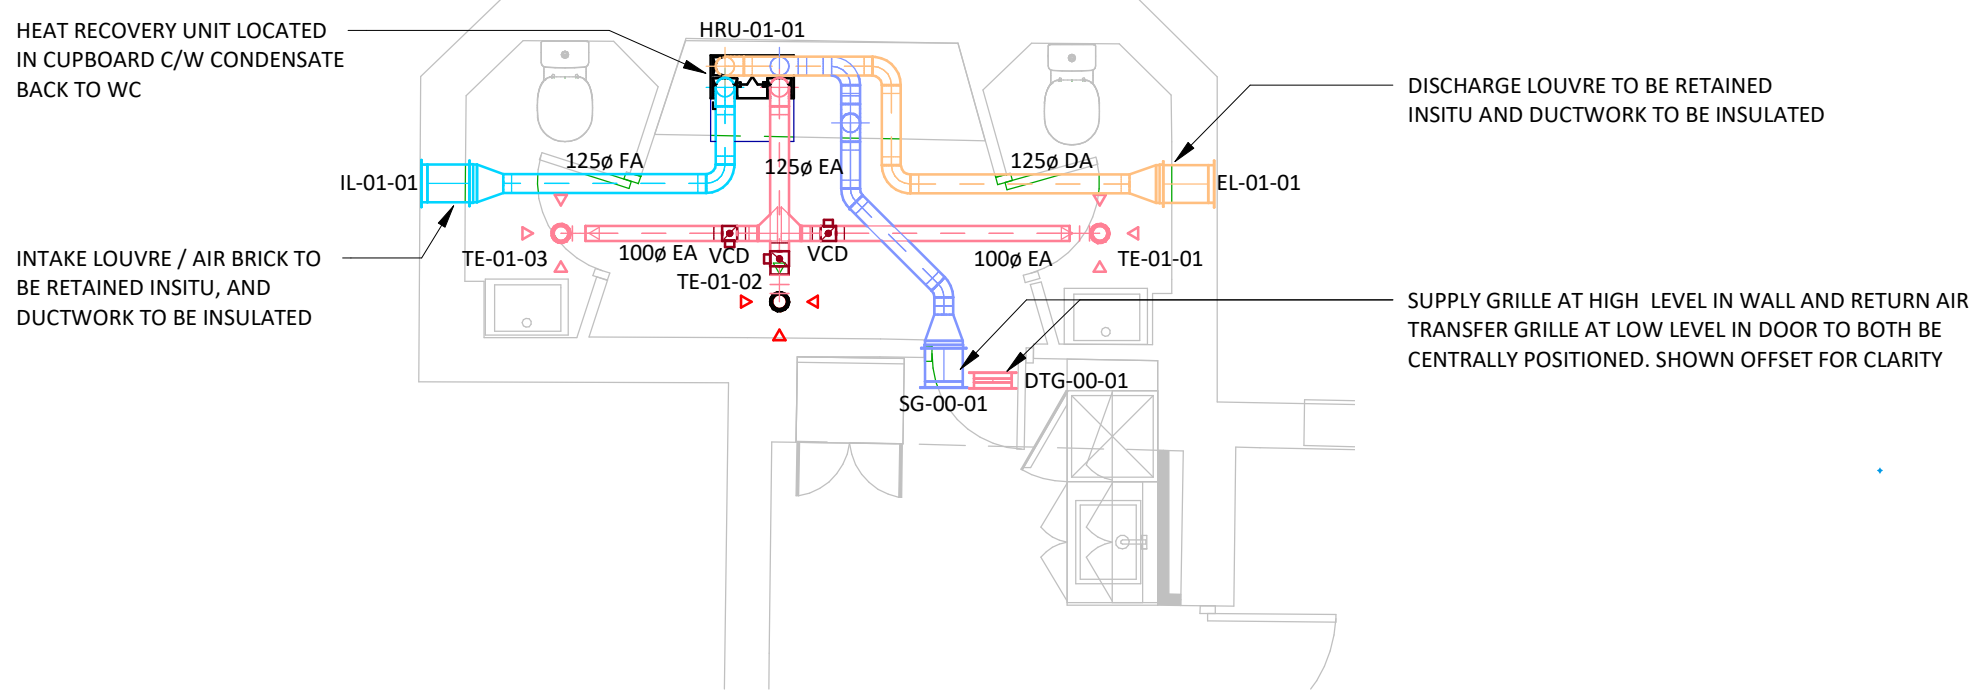 HEAT RECOVERY UNIT LOCATED
IN CUPBOARD C/W CONDENSATE
BACK TO WC
HRU-01-01
DISCHARGE LOUVRE TO BE RETAINED
INSITU AND DUCTWORK TO BE INSULATED
125ø FA
125ø EA
125ø DA
IL-01-01
EL-01-01
INTAKE LOUVRE / AIR BRICK TO
BE RETAINED INSITU, AND
DUCTWORK TO BE INSULATED
TE-01-03
100ø EA
VCD
VCD
100ø EA
TE-01-01
TE-01-02
SUPPLY GRILLE AT HIGH LEVEL IN WALL AND RETURN AIR
TRANSFER GRILLE AT LOW LEVEL IN DOOR TO BOTH BE
CENTRALLY POSITIONED. SHOWN OFFSET FOR CLARITY
DTG-00-01
SG-00-01